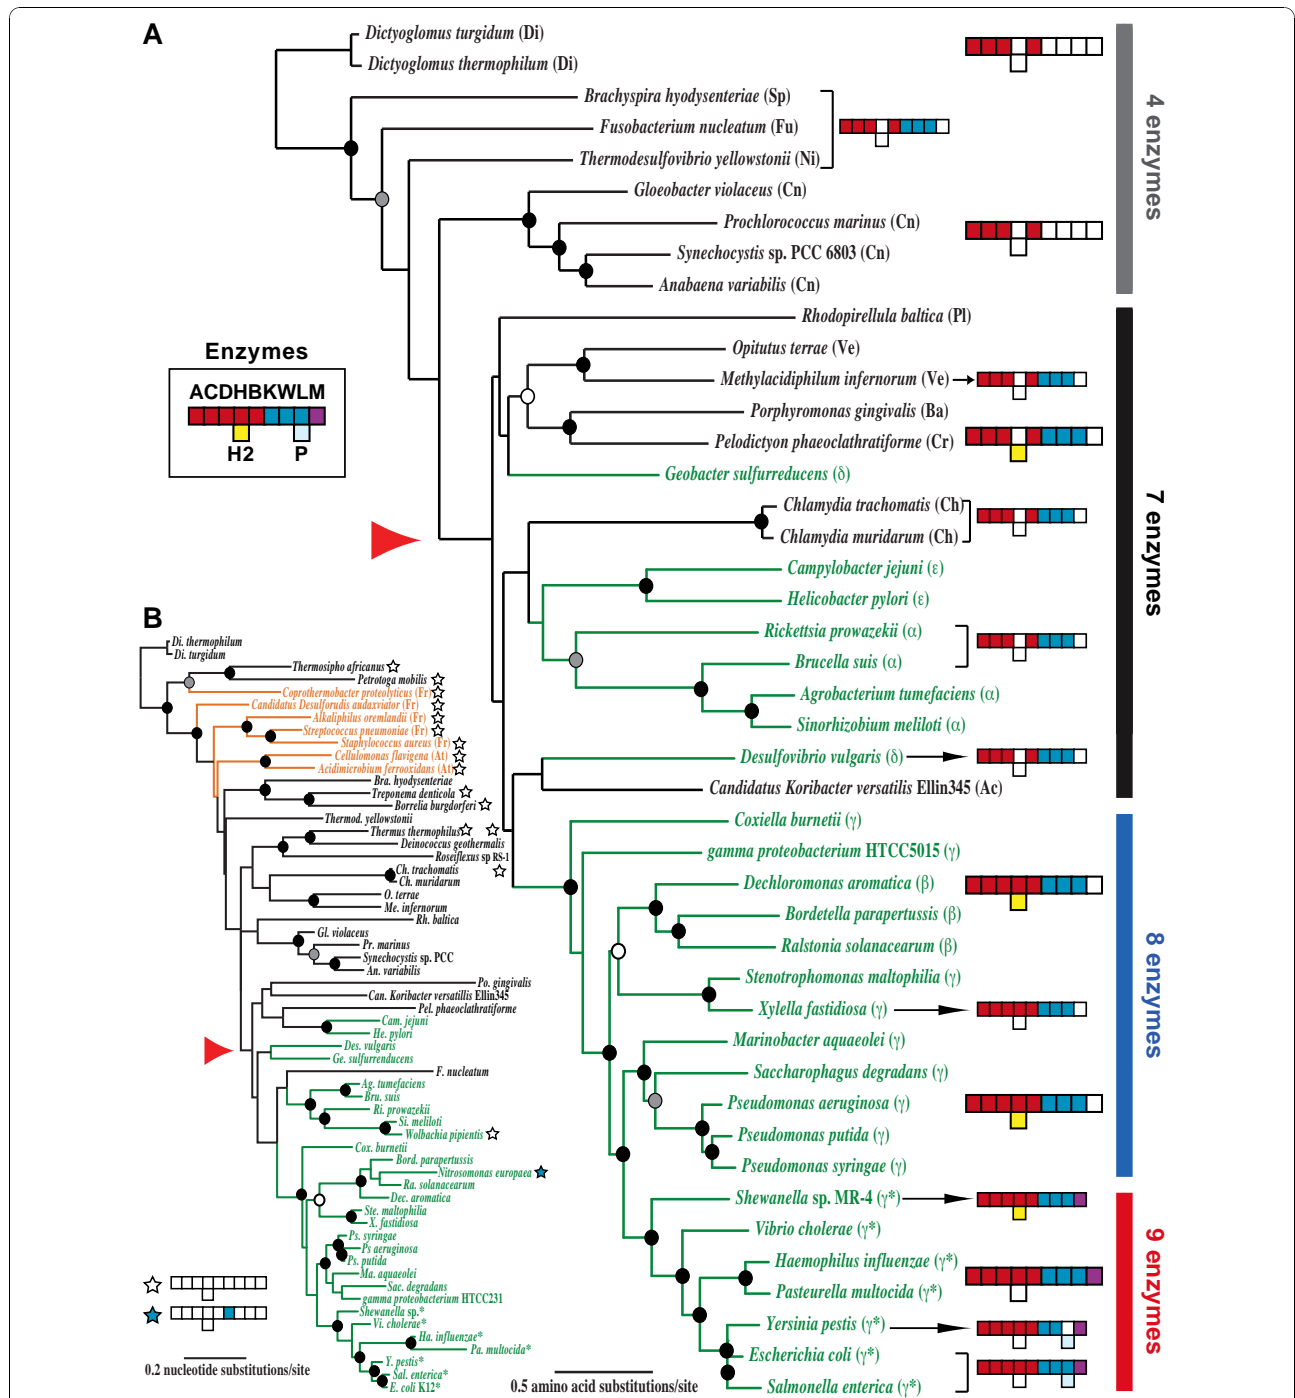 A
Dictyoglomus turgidum (Di)
Dictyoglomus thermophilum (Di)
Brachyspira hyodysenteriae (Sp)
Fusobacterium nucleatum (Fu)
Thermodesulfovibrio yellowstonii (Ni)
Gloeobacter violaceus (Cn)
Prochlorococcus marinus (Cn)
Synechocystis sp. PCC 6803 (Cn)
Anabaena variabilis (Cn)
4 enzymes
Rhodopirellula baltica (Pl)
Opitutus terrae (Ve)
Methylacidiphilum infernorum (Ve)
Porphyromonas gingivalis (Ba)
Pelodictyon phaeoclathratiforme (Cr)
Geobacter sulfurreducens (δ)
Chlamydia trachomatis (Ch)
Chlamydia muridarum (Ch)
Campylobacter jejuni (ε)
Helicobacter pylori (ε)
Rickettsia prowazekii (α)
Brucella suis (α)
Agrobacterium tumefaciens (α)
Sinorhizobium meliloti (α)
Desulfovibrio vulgaris (δ)
Candidatus Koribacter versatilis Ellin345 (Ac)
7 enzymes
Coxiella burnetii (γ)
gamma proteobacterium HTCC5015 (γ)
Dechloromonas aromatica (β)
Bordetella parapertussis (β)
Ralstonia solanacearum (β)
Stenotrophomonas maltophilia (γ)
Xylella fastidiosa (γ)
Marinobacter aquaeolei (γ)
Saccharophagus degradans (γ)
Pseudomonas aeruginosa (γ)
Pseudomonas putida (γ)
Pseudomonas syringae (γ)
8 enzymes
Shewanella sp. MR-4 (γ*)
Vibrio cholerae (γ*)
Haemophilus influenzae (γ*)
Pasteurella multocida (γ*)
Yersinia pestis (γ*)
Escherichia coli (γ*)
Salmonella enterica (γ*)
9 enzymes
0.5 amino acid substitutions/site
Enzymes
ACDHBKWLM
H2 P
B
Di. thermophilum
Di. turgidum
Thermosipho africanus
Petrotoga mobilis
Coprothermobacter proteolyticus (Fr)
Candidatus Desulforudis audaxviator (Fr)
Alkaliphilus oremlandii (Fr)
Streptococcus pneumoniae (Fr)
Staphylococcus aureus (Fr)
Cellulomonas flavigena (At)
Acidimicrobium ferrooxidans (At)
Bra. hyodysenteriae
Treponema denticola
Borrelia burgdorferi
Thermod. yellowstonii
Thermus thermophilus
Deinococcus geothermalis
Roseiflexus sp RS-1
Ch. trachomatis
Ch. muridarum
O. terrae
Me. infernorum
Rh. baltica
Gl. violaceus
Pr. marinus
Synechocystis sp. PCC
An. variabilis
Po. gingivalis
Can. Koribacter versatillis Ellin345
Pel. phaeoclathratiforme
Cam. jejuni
He. pylori
Des. vulgaris
Ge. sulfurrenducens
F. nucleatum
Ag. tumefaciens
Bru. suis
Ri. prowazekii
Si. meliloti
Wolbachia pipientis
Cox. burnetii
Bord. parapertussis
Nitrosomonas europaea
Ra. solanacearum
Dec. aromatica
Ste. maltophilia
X. fastidiosa
Ps. syringae
Ps aeruginosa
Ps. putida
Ma. aquaeolei
Sac. degradans
gamma proteobacterium HTCC231
Shewanella sp.*
Vi. cholerae*
Ha. influenzae*
Pa. multocida*
Y. pestis*
Sal. enterica*
E. coli K12*
0.2 nucleotide substitutions/site